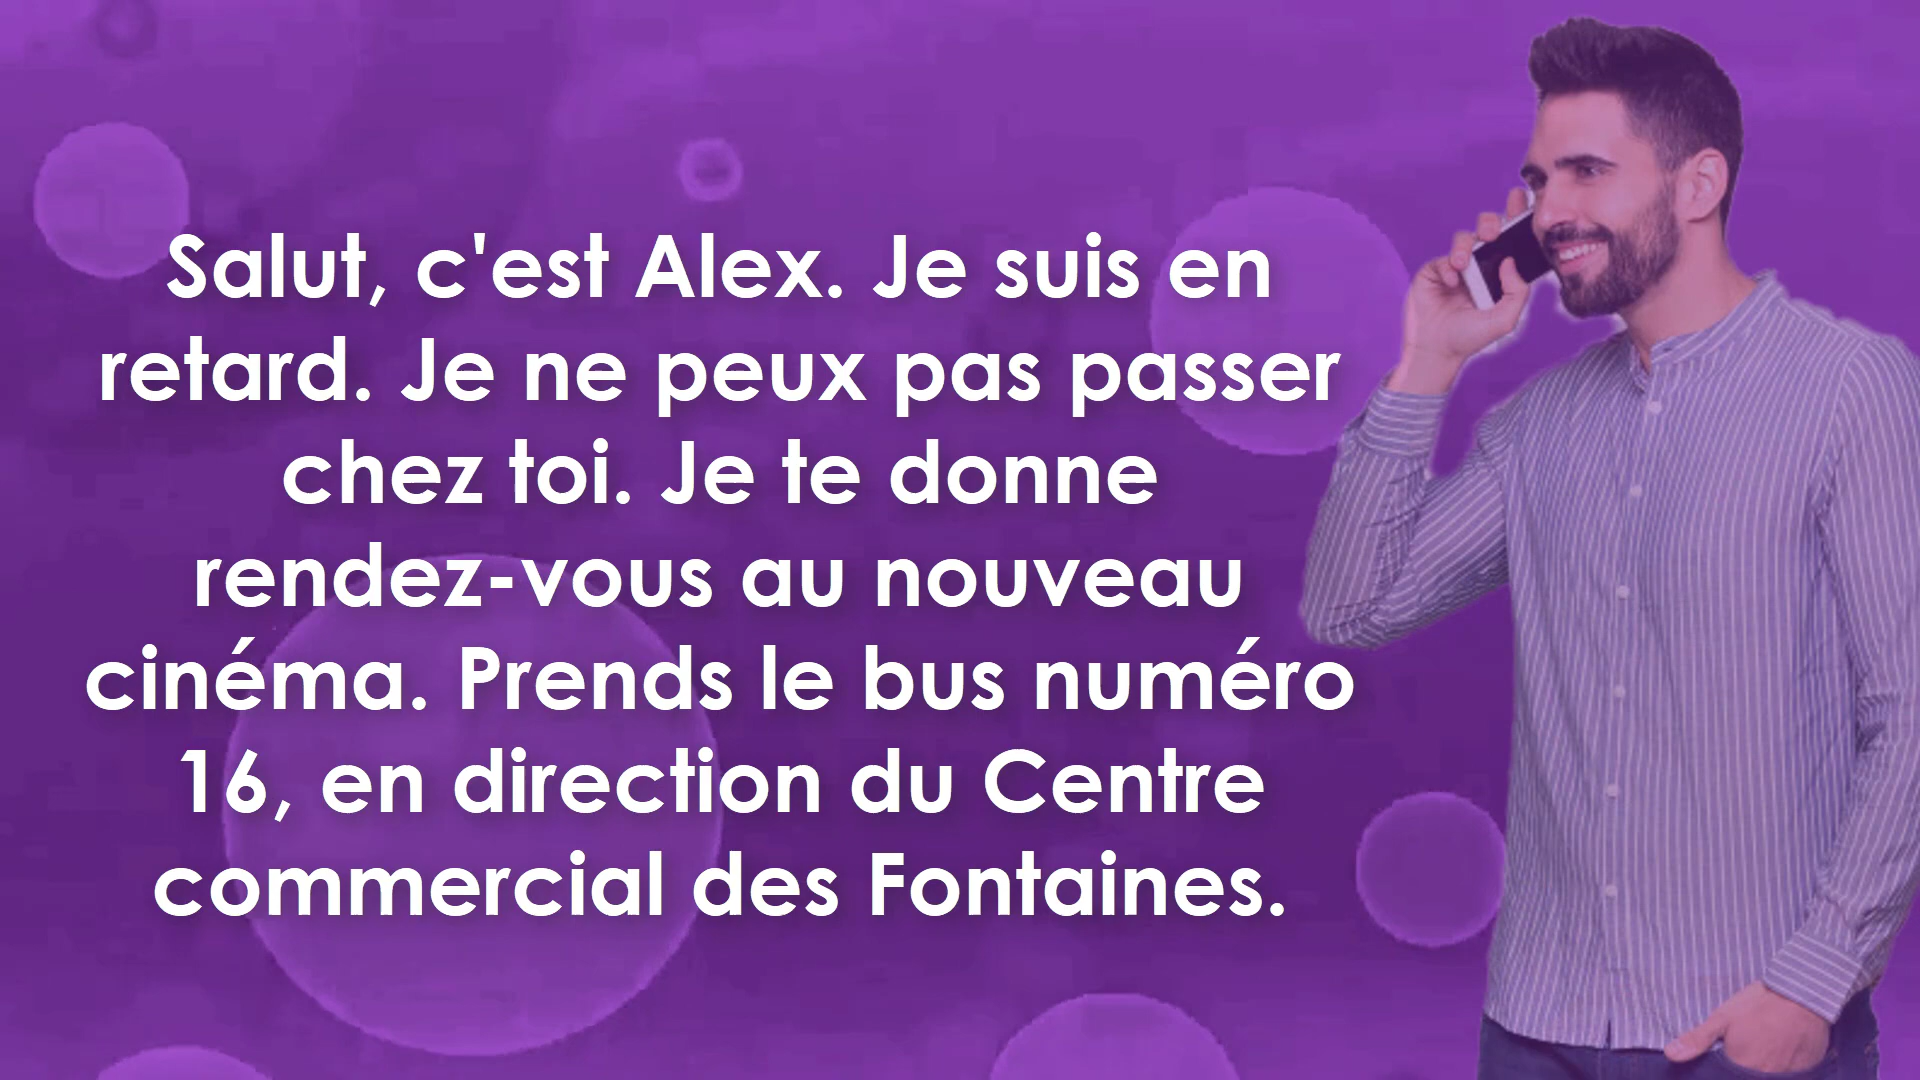 Salut, c'est Alex. Je suis en
retard. Je ne peux pas passer
chez toi. Je te donne
rendez-vous au nouveau
cinéma. Prends le bus numéro
16, en direction du Centre
commercial des Fontaines.